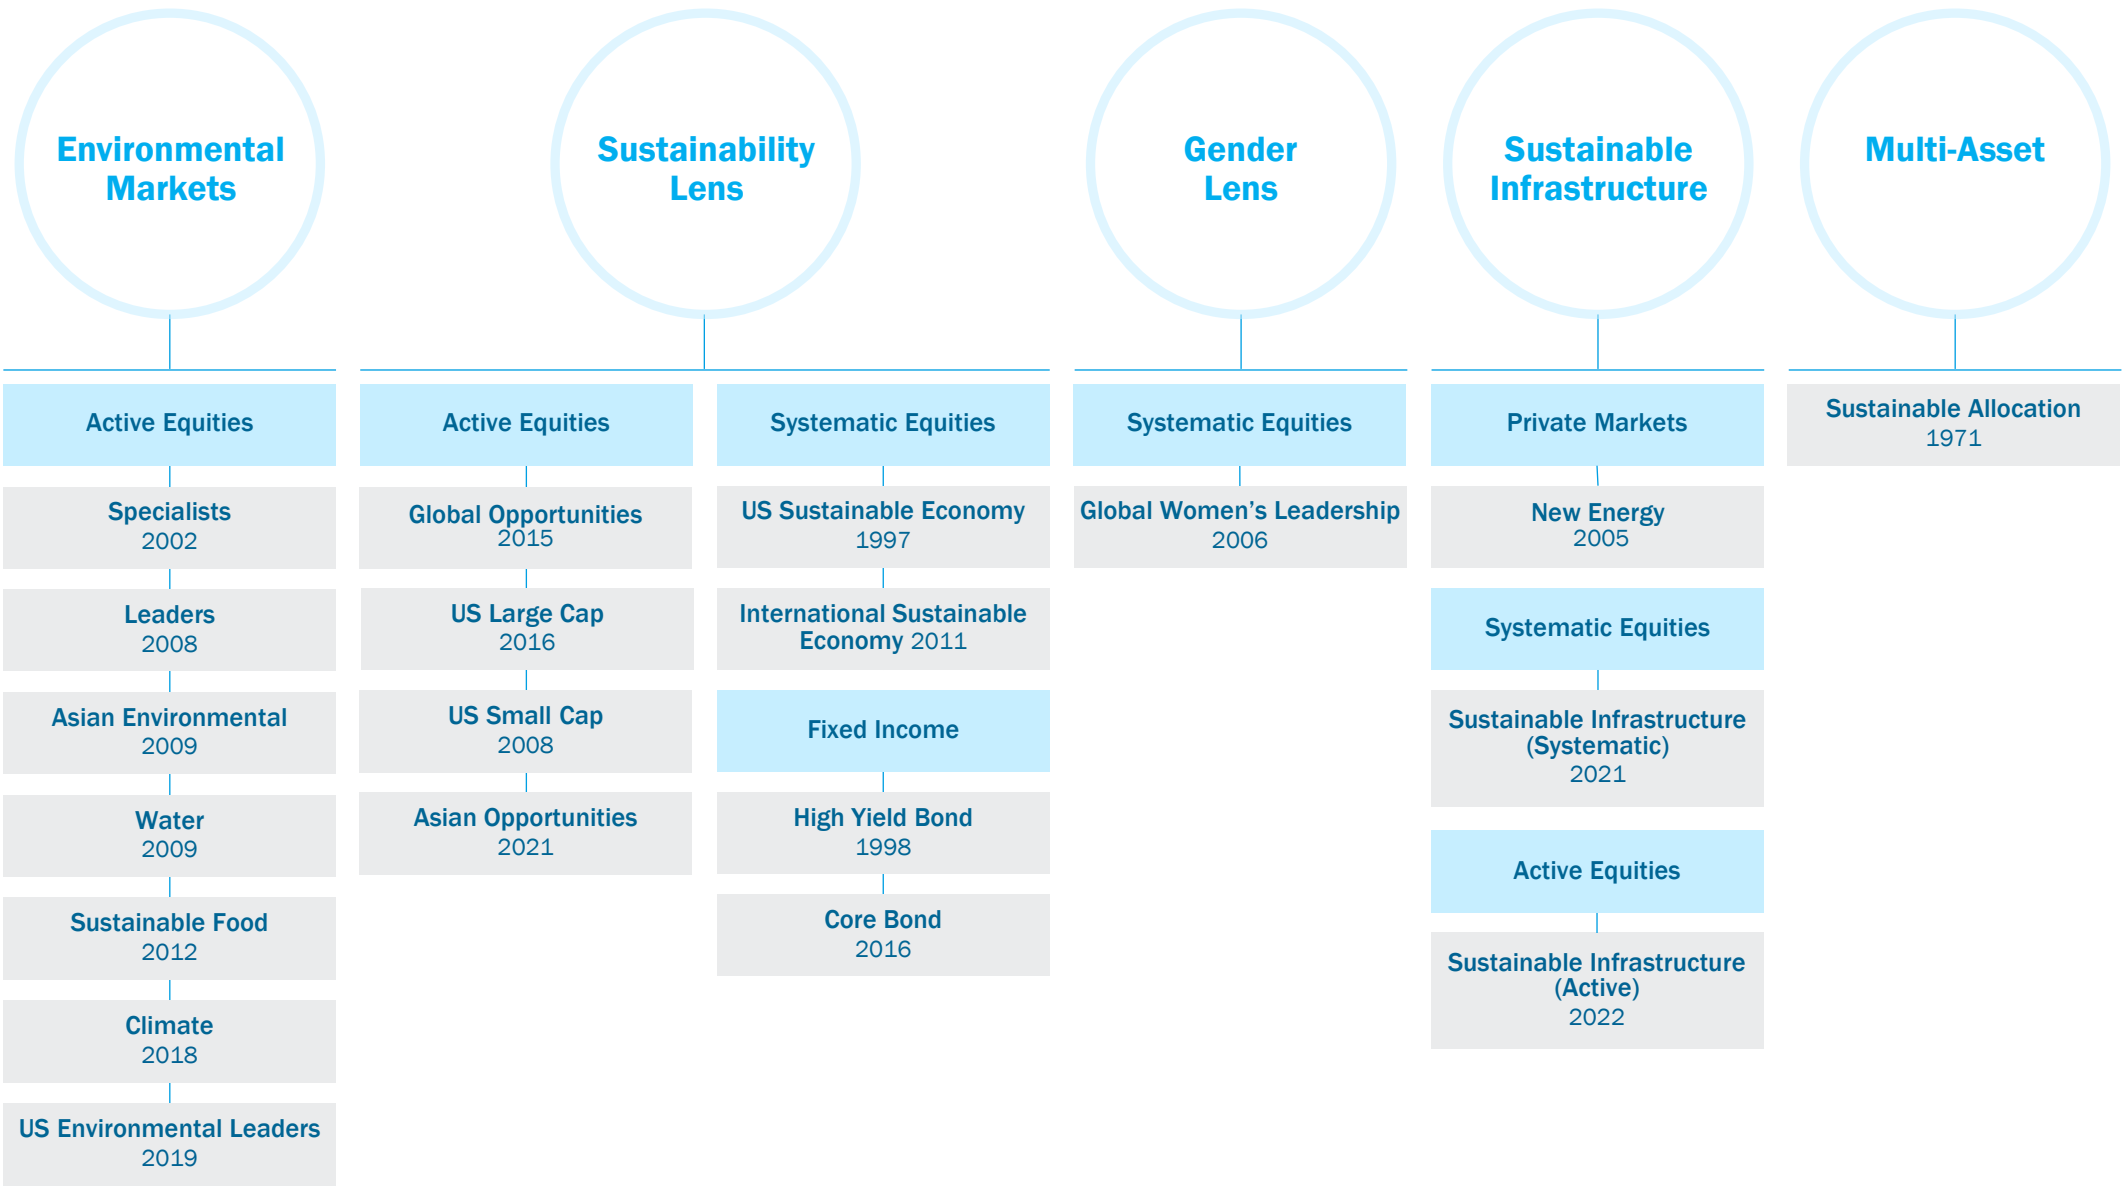 Environmental
Markets
Sustainability
Lens
Gender
Lens
Sustainable
Infrastructure
Multi-Asset
Active Equities
Specialists
2002
Leaders
2008
Asian Environmental
2009
Water
2009
Sustainable Food
2012
Climate
2018
US Environmental Leaders
2019
Active Equities
Global Opportunities
2015
US Large Cap
2016
US Small Cap
2008
Asian Opportunities
2021
Systematic Equities
US Sustainable Economy
1997
International Sustainable
Economy 2011
Fixed Income
High Yield Bond
1998
Core Bond
2016
Systematic Equities
Global Women’s Leadership
2006
Private Markets
New Energy
2005
Systematic Equities
Sustainable Infrastructure
(Systematic)
2021
Active Equities
Sustainable Infrastructure
(Active)
2022
Sustainable Allocation
1971